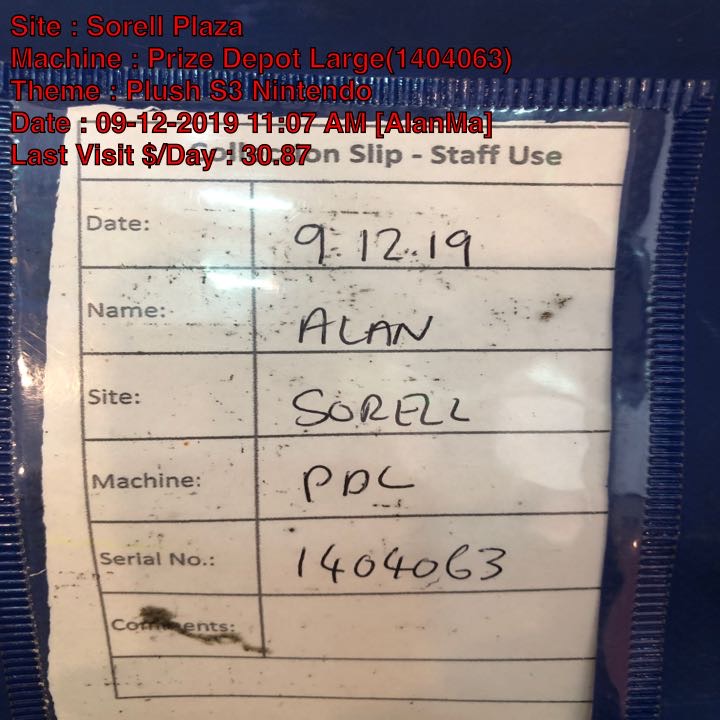 Site : Sorell Plaza
Machine : Prize Depot Large(1404063)
Theme : Plush S3 Nintendo
Date : 09-12-2019 11:07 AM [AlanMa]
Last Visit $/Day : 30.87
Collection Slip - Staff Use
Date: 9.12.19
Name: ALAN
Site: SORELL
Machine: PDL
Serial No.: 1404063
Comments: